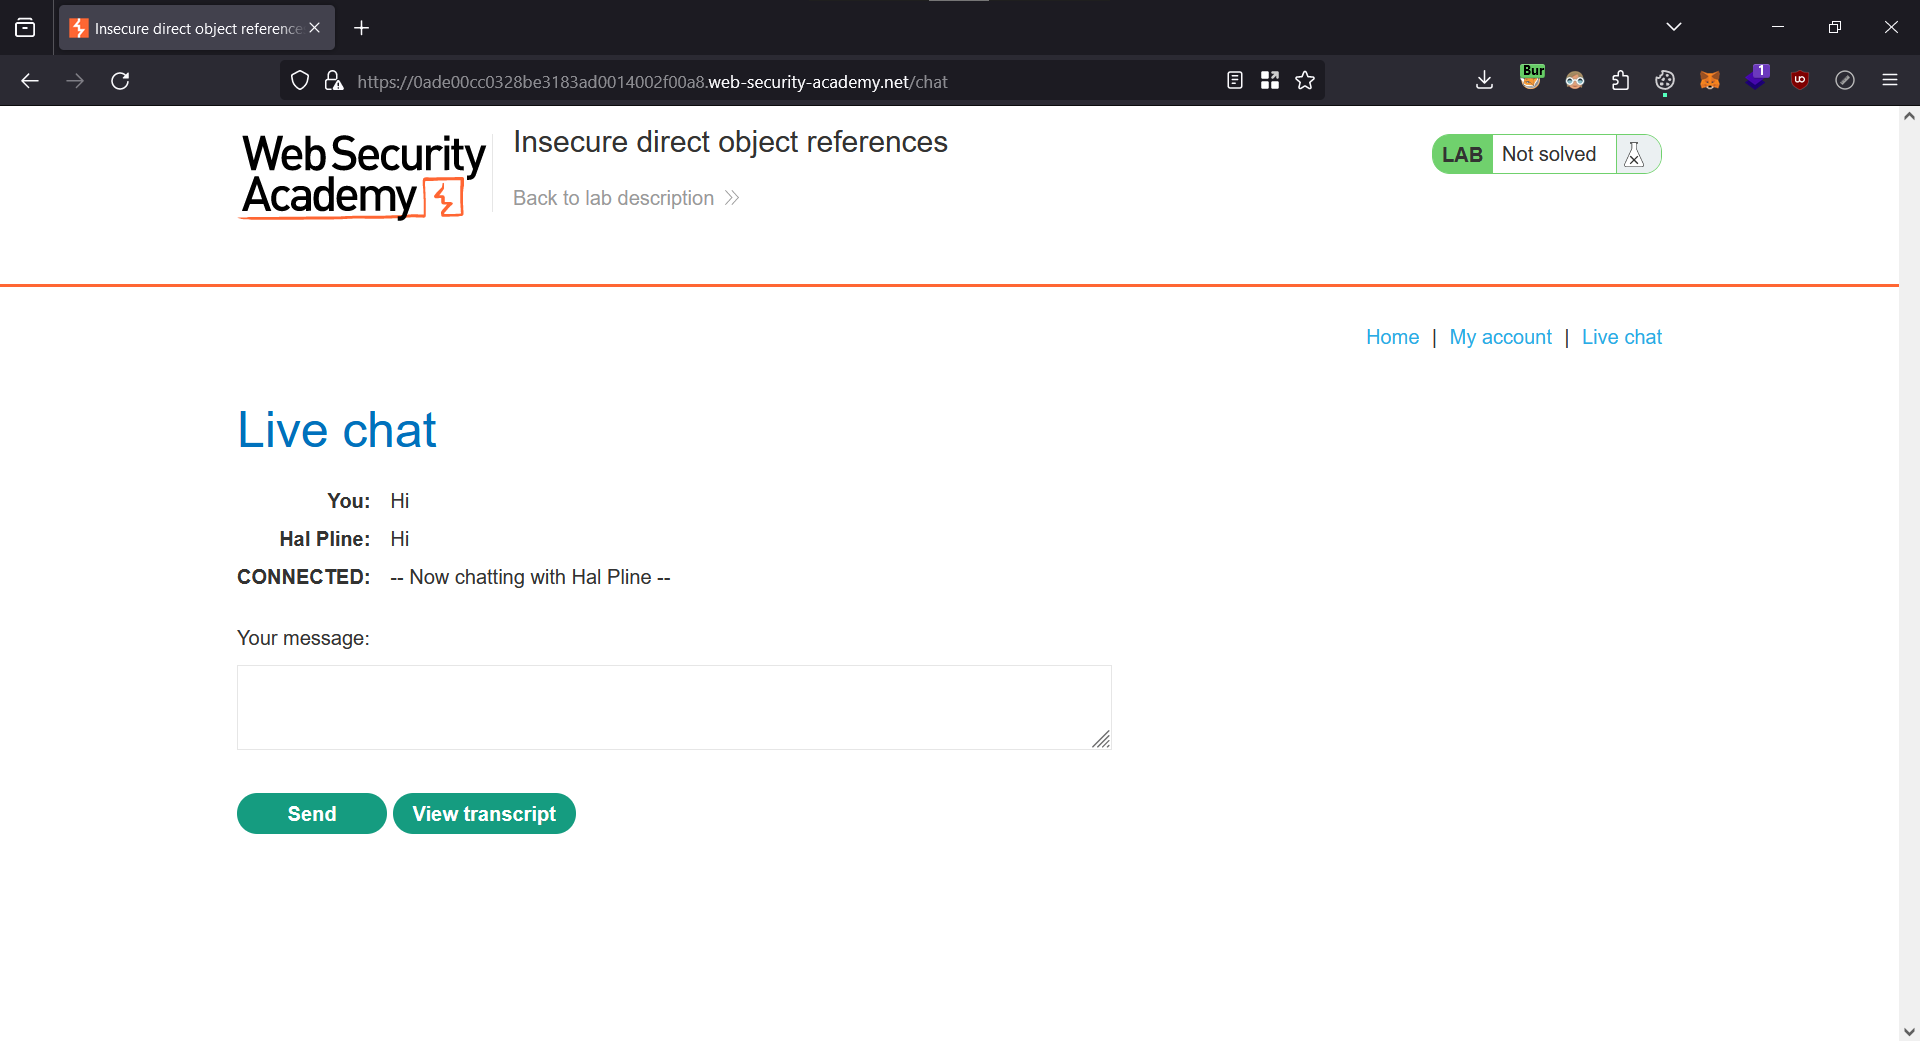 Insecure direct object reference
https://0ade00cc0328be3183ad0014002f00a8.web-security-academy.net/chat
Bur
1
Web Security
Academy
Insecure direct object references
Back to lab description
LAB Not solved
Home | My account | Live chat
Live chat
You: Hi
Hal Pline: Hi
CONNECTED: -- Now chatting with Hal Pline --
Your message:
Send View transcript